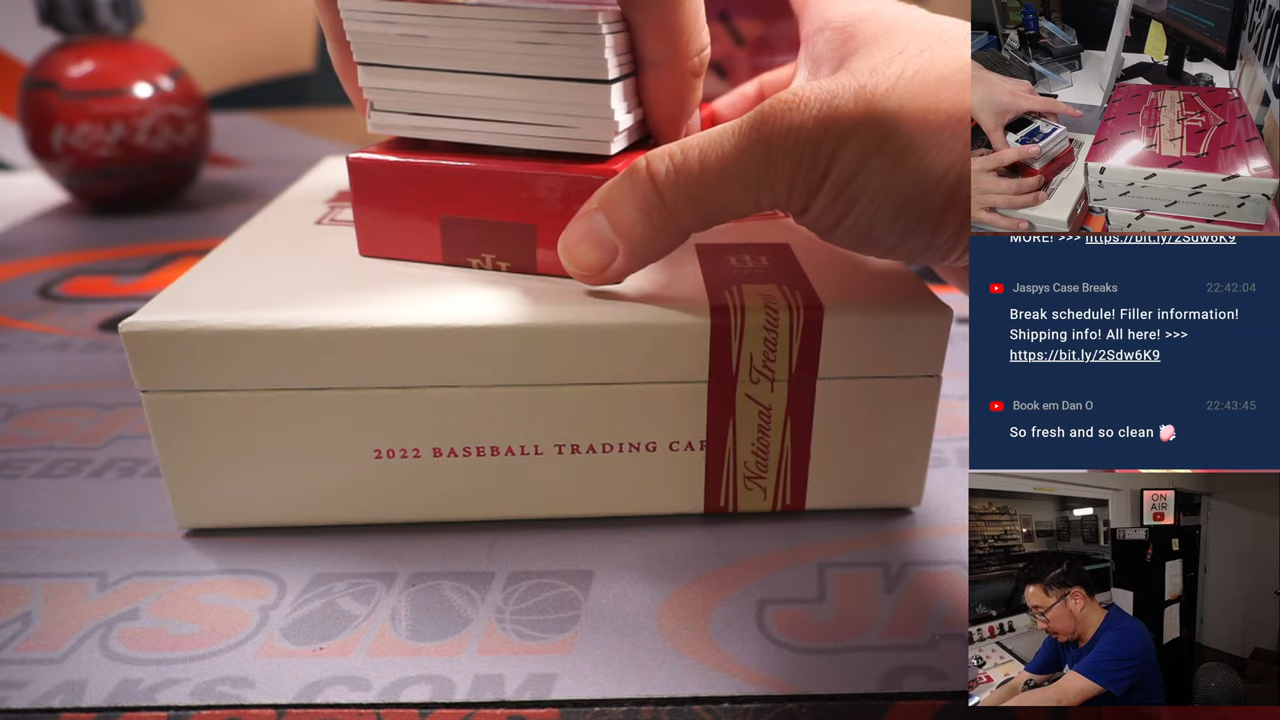 2022 BASEBALL TRADING CAR
National Treasures
MORE! >>> https://bit.ly/2Sdw6K9
Jaspys Case Breaks 22:42:04
Break schedule! Filler information!
Shipping info! All here! >>>
https://bit.ly/2Sdw6K9
Book em Dan O 22:43:45
So fresh and so clean
ON
AIR